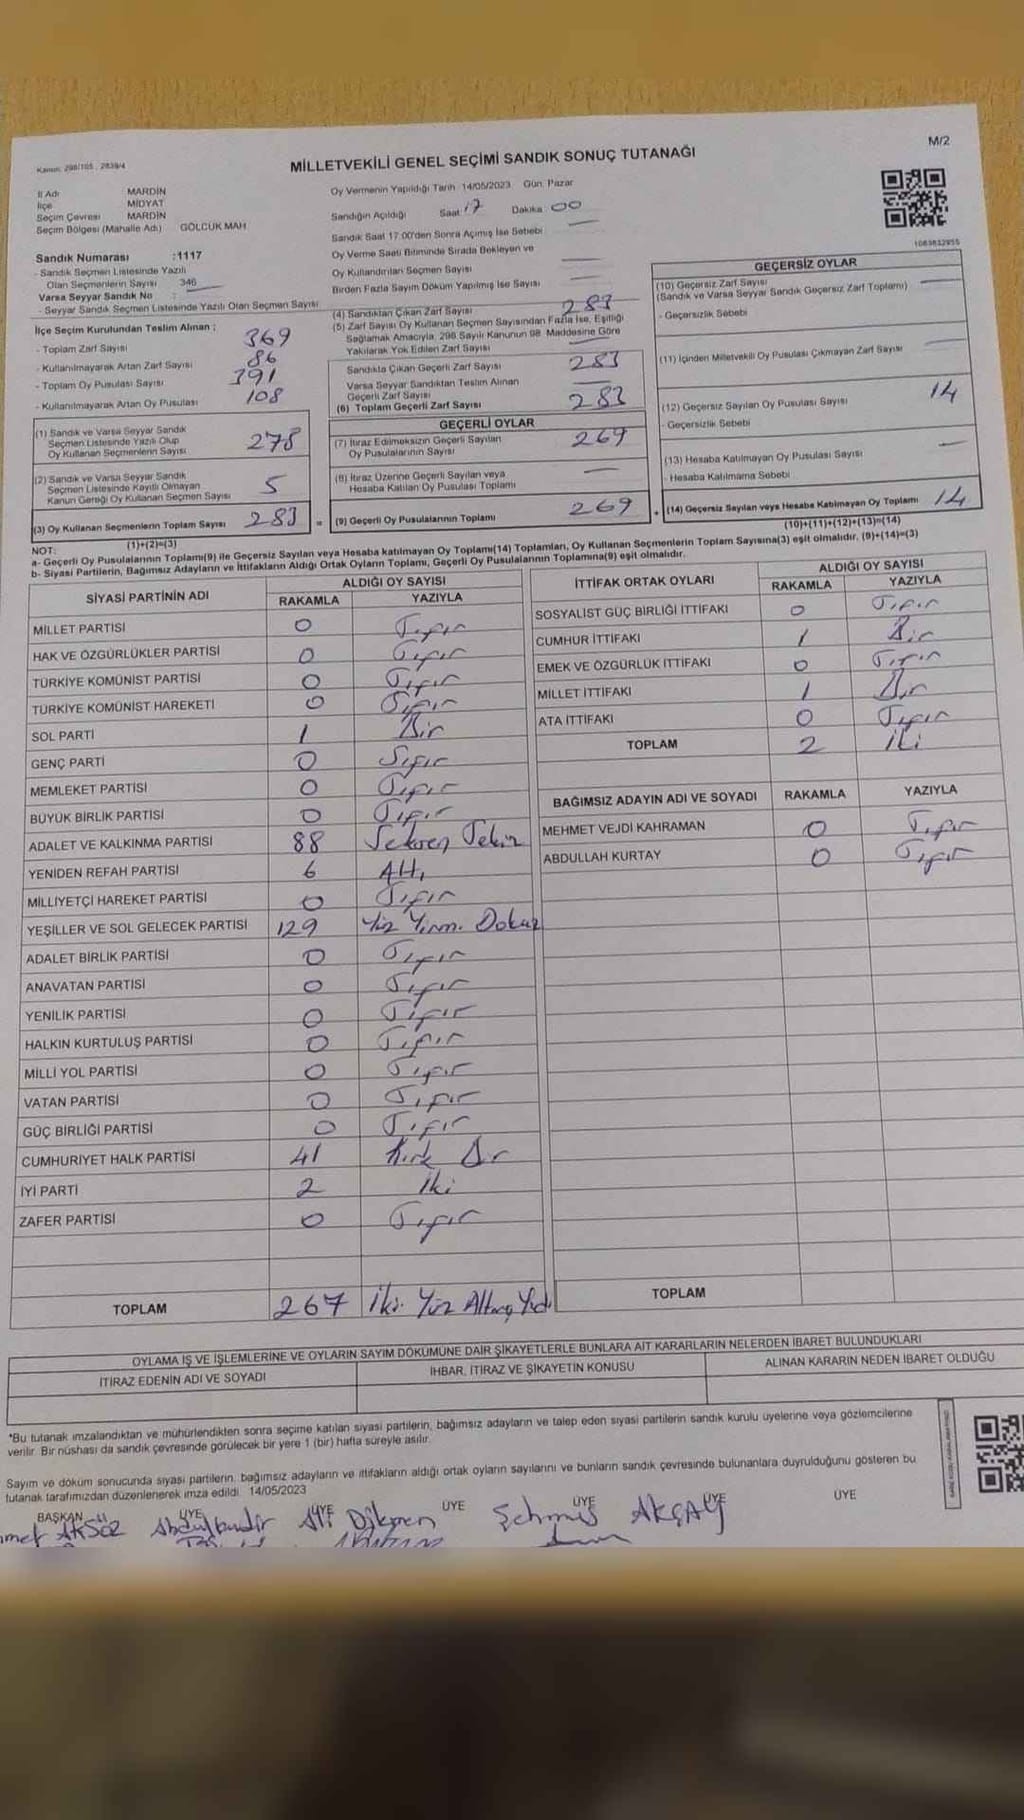 Kanun: 298/105 , 2839/4
M/2
MİLLETVEKİLİ GENEL SEÇİMİ SANDIK SONUÇ TUTANAĞI
İl Adı MARDİN
İlçe MİDYAT
Seçim Çevresi MARDİN
Seçim Bölgesi (Mahalle Adı) GÖLCÜK MAH
Sandık Numarası :1117
- Sandık Seçmen Listesinde Yazılı
Olan Seçmenlerin Sayısı 346
Varsa Seyyar Sandık No :
- Seyyar Sandık Seçmen Listesinde Yazılı Olan Seçmen Sayısı
İlçe Seçim Kurulundan Teslim Alınan ;
- Toplam Zarf Sayısı 369
- Kullanılmayarak Artan Zarf Sayısı 86
- Toplam Oy Pusulası Sayısı 391
- Kullanılmayarak Artan Oy Pusulası 108
(1) Sandık ve Varsa Seyyar Sandık
Seçmen Listesinde Yazılı Olup
Oy Kullanan Seçmenlerin Sayısı 278
(2) Sandık ve Varsa Seyyar Sandık
Seçmen Listesinde Kayıtlı Olmayan
Kanun Gereği Oy Kullanan Seçmen Sayısı 5
(3) Oy Kullanan Seçmenlerin Toplam Sayısı 283
(1)+(2)=(3)
Oy Vermenin Yapıldığı Tarih 14/05/2023 Gün: Pazar
Sandığın Açıldığı Saat 17 Dakika 00
Sandık Saat 17:00'den Sonra Açımış İse Sebebi
Oy Verme Saati Bitiminde Sırada Bekleyen ve
Oy Kullandırılan Seçmen Sayısı
Birden Fazla Sayım Döküm Yapılmış İse Sayısı
(4) Sandıktan Çıkan Zarf Sayısı 283
(5) Zarf Sayısı Oy Kullanan Seçmen Sayısından Fazla İse, Eşitliği
Sağlamak Amacıyla, 298 Sayılı Kanunun 98. Maddesine Göre
Yakılarak Yok Edilen Zarf Sayısı
Sandıkta Çıkan Geçerli Zarf Sayısı 283
Varsa Seyyar Sandıktan Teslim Alınan
Geçerli Zarf Sayısı
(6) Toplam Geçerli Zarf Sayısı 283
GEÇERLİ OYLAR
(7) İtiraz Edilmeksizin Geçerli Sayılan
Oy Pusulalarının Sayısı 269
(8) İtiraz Üzerine Geçerli Sayılan veya
Hesaba Katılan Oy Pusulası Toplamı
= (9) Geçerli Oy Pusulalarının Toplamı 269
1083832955
GEÇERSİZ OYLAR
(10) Geçersiz Zarf Sayısı
(Sandık ve Varsa Seyyar Sandık Geçersiz Zarf Toplamı)
- Geçersizlik Sebebi
(11) İçinden Milletvekili Oy Pusulası Çıkmayan Zarf Sayısı
(12) Geçersiz Sayılan Oy Pusulası Sayısı 14
- Geçersizlik Sebebi
(13) Hesaba Katılmayan Oy Pusulası Sayısı
- Hesaba Katılmama Sebebi
+ (14) Geçersiz Sayılan veya Hesaba Katılmayan Oy Toplamı 14
(10)+(11)+(12)+(13)=(14)
NOT:
a- Geçerli Oy Pusulalarının Toplamı(9) ile Geçersiz Sayılan veya Hesaba katılmayan Oy Toplamı(14) Toplamları, Oy Kullanan Seçmenlerin Toplam Sayısına(3) eşit olmalıdır. (9)+(14)=(3)
b- Siyasi Partilerin, Bağımsız Adayların ve İttifakların Aldığı Ortak Oyların Toplamı, Geçerli Oy Pusulalarının Toplamına(9) eşit olmalıdır.
SİYASİ PARTİNİN ADI ALDIĞI OY SAYISI
RAKAMLA YAZIYLA
MİLLET PARTİSİ 0 Sıfır
HAK VE ÖZGÜRLÜKLER PARTİSİ 0 Sıfır
TÜRKİYE KOMÜNİST PARTİSİ 0 Sıfır
TÜRKİYE KOMÜNİST HAREKETİ 0 Sıfır
SOL PARTİ 1 Bir
GENÇ PARTİ 0 Sıfır
MEMLEKET PARTİSİ 0 Sıfır
BÜYÜK BİRLİK PARTİSİ 0 Sıfır
ADALET VE KALKINMA PARTİSİ 88 Seksen Sekiz
YENİDEN REFAH PARTİSİ 6 Altı
MİLLİYETÇİ HAREKET PARTİSİ 0 Sıfır
YEŞİLLER VE SOL GELECEK PARTİSİ 129 Yüz Yirmi Dokuz
ADALET BİRLİK PARTİSİ 0 Sıfır
ANAVATAN PARTİSİ 0 Sıfır
YENİLİK PARTİSİ 0 Sıfır
HALKIN KURTULUŞ PARTİSİ 0 Sıfır
MİLLİ YOL PARTİSİ 0 Sıfır
VATAN PARTİSİ 0 Sıfır
GÜÇ BİRLİĞİ PARTİSİ 0 Sıfır
CUMHURİYET HALK PARTİSİ 41 Kırk Bir
İYİ PARTİ 2 İki
ZAFER PARTİSİ 0 Sıfır
TOPLAM 267 İki Yüz Altmış Yedi
İTTİFAK ORTAK OYLARI ALDIĞI OY SAYISI
RAKAMLA YAZIYLA
SOSYALİST GÜÇ BİRLİĞİ İTTİFAKI 0 Sıfır
CUMHUR İTTİFAKI 1 Bir
EMEK VE ÖZGÜRLÜK İTTİFAKI 0 Sıfır
MİLLET İTTİFAKI 1 Bir
ATA İTTİFAKI 0 Sıfır
TOPLAM 2 İki
BAĞIMSIZ ADAYIN ADI VE SOYADI RAKAMLA YAZIYLA
MEHMET VEJDİ KAHRAMAN 0 Sıfır
ABDULLAH KURTAY 0 Sıfır
TOPLAM
OYLAMA İŞ VE İŞLEMLERİNE VE OYLARIN SAYIM DÖKÜMÜNE DAİR ŞİKAYETLERLE BUNLARA AİT KARARLARIN NELERDEN İBARET BULUNDUKLARI
İTİRAZ EDENİN ADI VE SOYADI İHBAR, İTİRAZ VE ŞİKAYETİN KONUSU ALINAN KARARIN NEDEN İBARET OLDUĞU
*Bu tutanak imzalandıktan ve mühürlendikten sonra seçime katılan siyasi partilerin, bağımsız adayların ve talep eden siyasi partilerin sandık kurulu üyelerine veya gözlemcilerine
verilir. Bir nüshası da sandık çevresinde görülecek bir yere 1 (bir) hafta süreyle asılır.
Sayım ve döküm sonucunda siyasi partilerin, bağımsız adayların ve ittifakların aldığı ortak oyların sayılarını ve bunların sandık çevresinde bulunanlara duyrulduğunu gösteren bu
tutanak tarafımızdan düzenlenerek imza edildi. 14/05/2023
BAŞKAN ÜYE ÜYE ÜYE ÜYE ÜYE ÜYE
AKSÖZ Ali Dikmen Şehmus AKÇAY